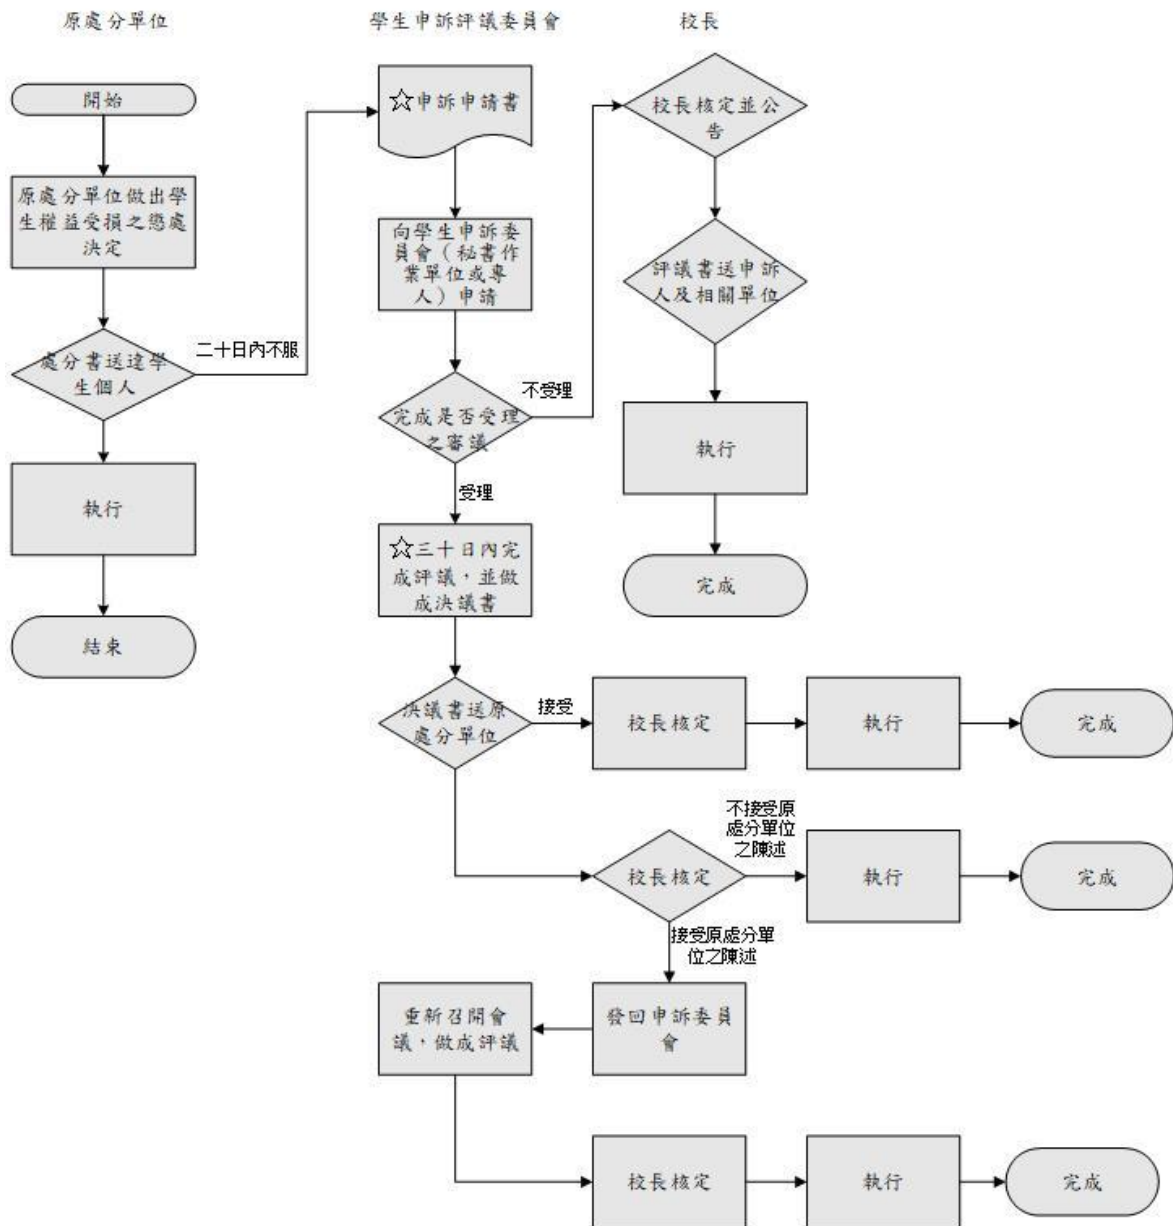 原處分單位
學生申訴評議委員會
校長
開始
原處分單位做出學
生權益受損之懲處
決定
處分書送達學
生個人
二十日內不服
執行
結束
☆申訴申請書
向學生申訴委
員會（秘書作
業單位或專
人）申請
完成是否受理
之審議
不受理
受理
☆三十日內完
成評議，並做
成決議書
決議書送原
處分單位
接受
校長核定並公
告
評議書送申訴
人及相關單位
執行
完成
校長核定
執行
完成
校長核定
不接受原
處分單位
之陳述
執行
完成
接受原處分單
位之陳述
發回申訴委員
會
重新召開會
議，做成評議
校長核定
執行
完成